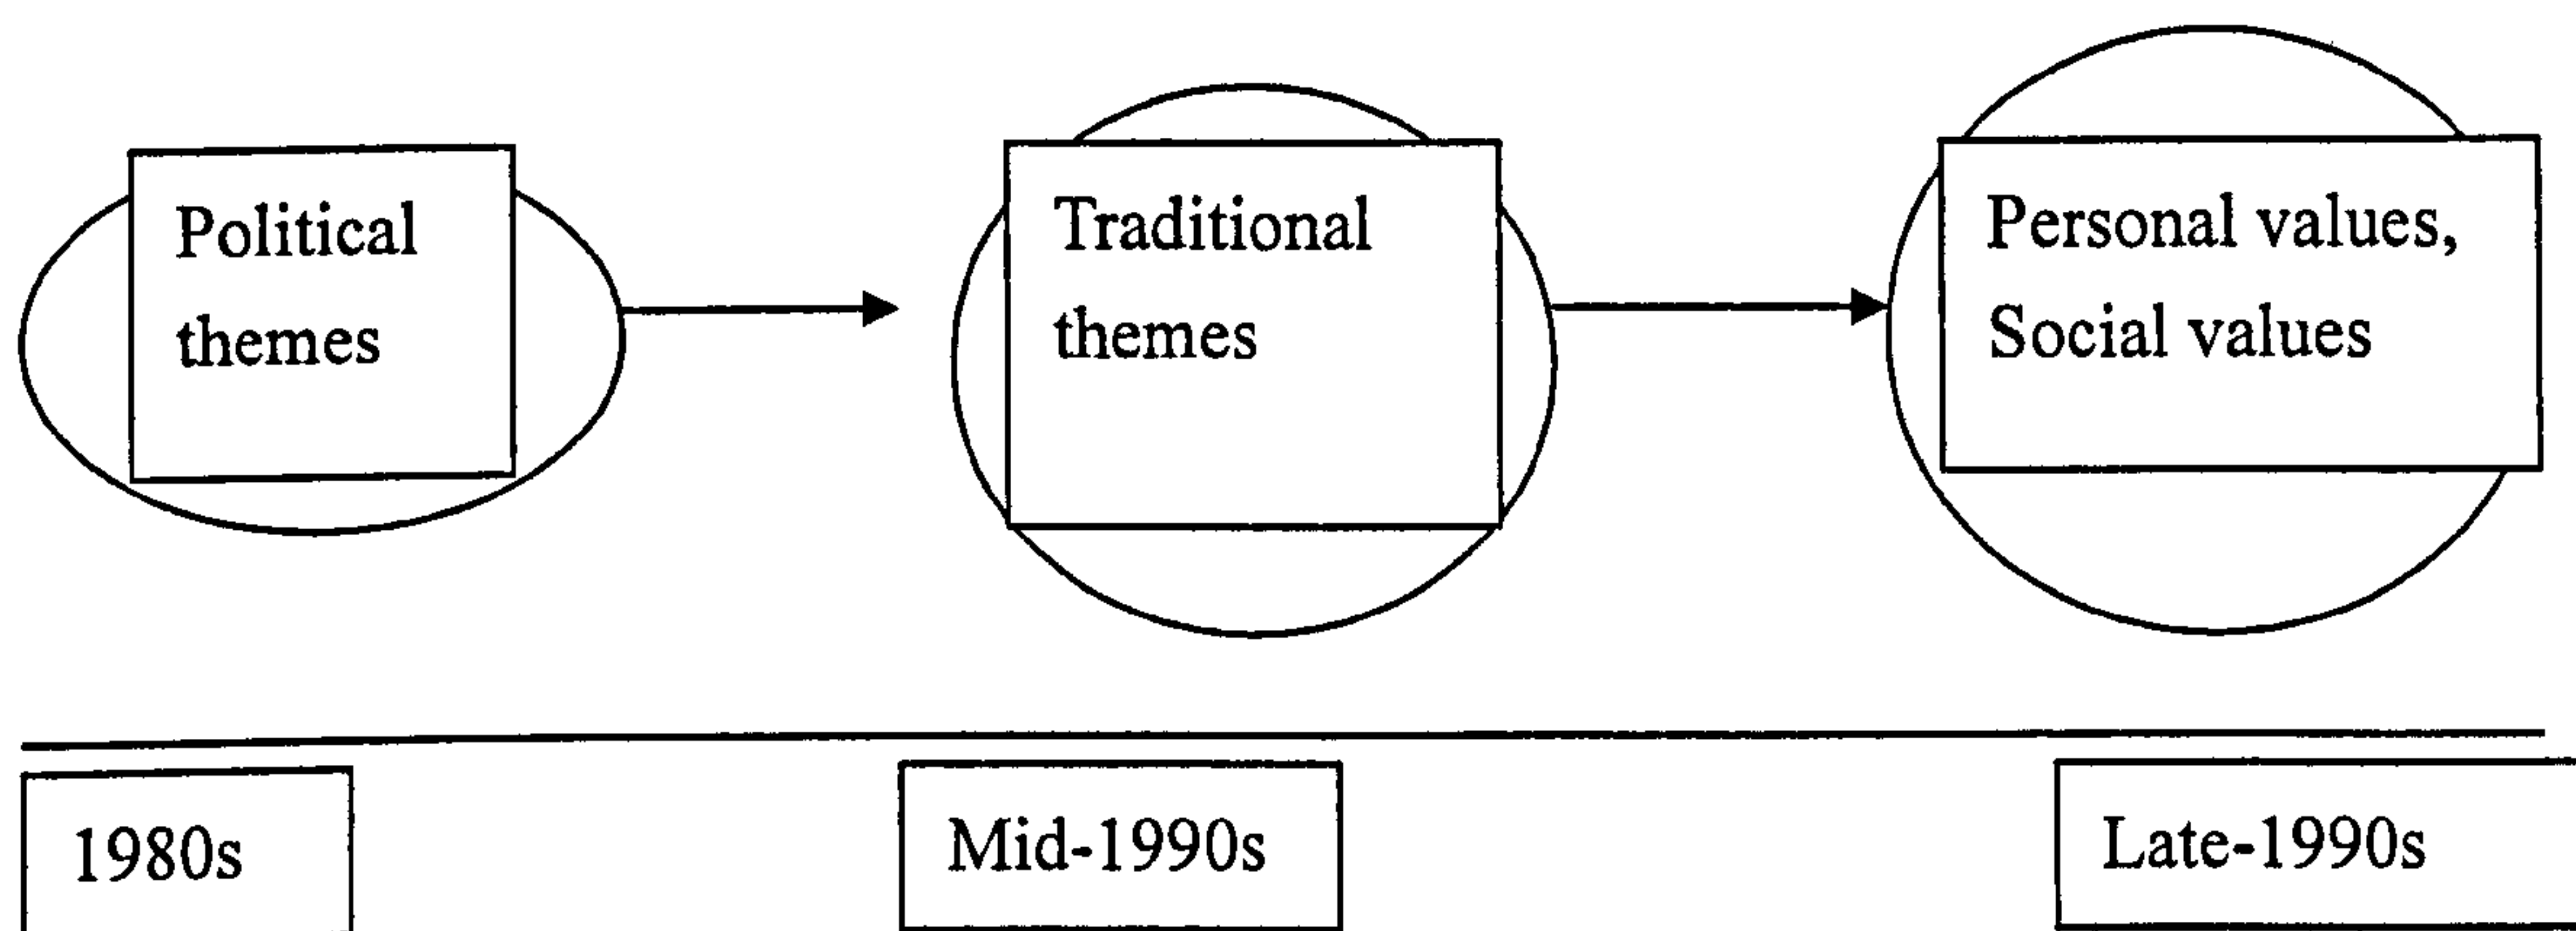 Political
themes
Traditional
themes
Personal values,
Social values
1980s
Mid-1990s
Late-1990s